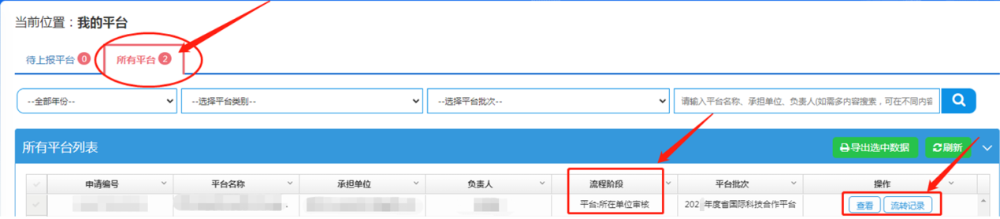 当前位置：我的平台
待上报平台 0 所有平台 2
--全部年份-- --选择平台类别-- --选择平台批次-- 请输入平台名称、承担单位、负责人(如需多内容搜索，可在不同内容
所有平台列表 导出选中数据 刷新
申请编号 平台名称 承担单位 负责人 流程阶段 平台批次 操作
平台:所在单位审核 202 年度省国际科技合作平台 查看 流转记录